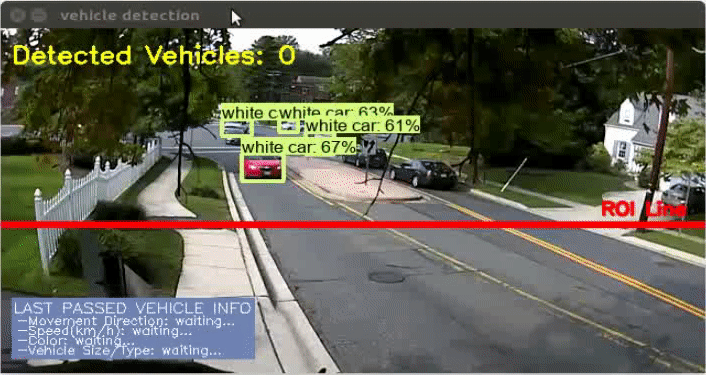 vehicle detection
Detected Vehicles: 0
white c
white car: 63%
white car: 61%
white car: 67%
ROI Line
LAST PASSED VEHICLE INFO
-Movement Direction: waiting...
-Speed(km/h): waiting...
-Color: waiting...
-Vehicle Size/Type: waiting...